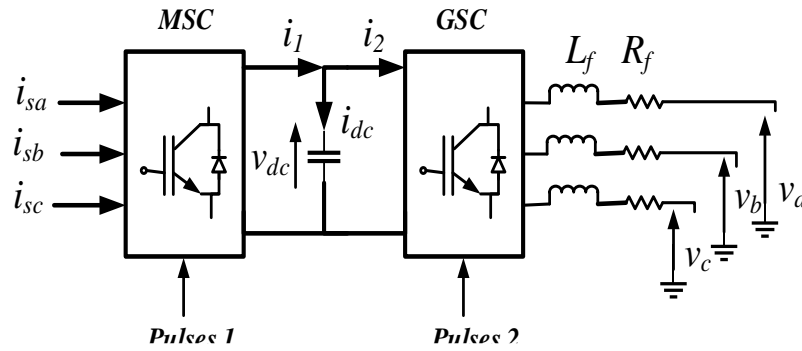 MSC
i1
i2
GSC
Lf
Rf
isa
isb
isc
idc
vdc
va
vb
vc
Pulses 1
Pulses 2